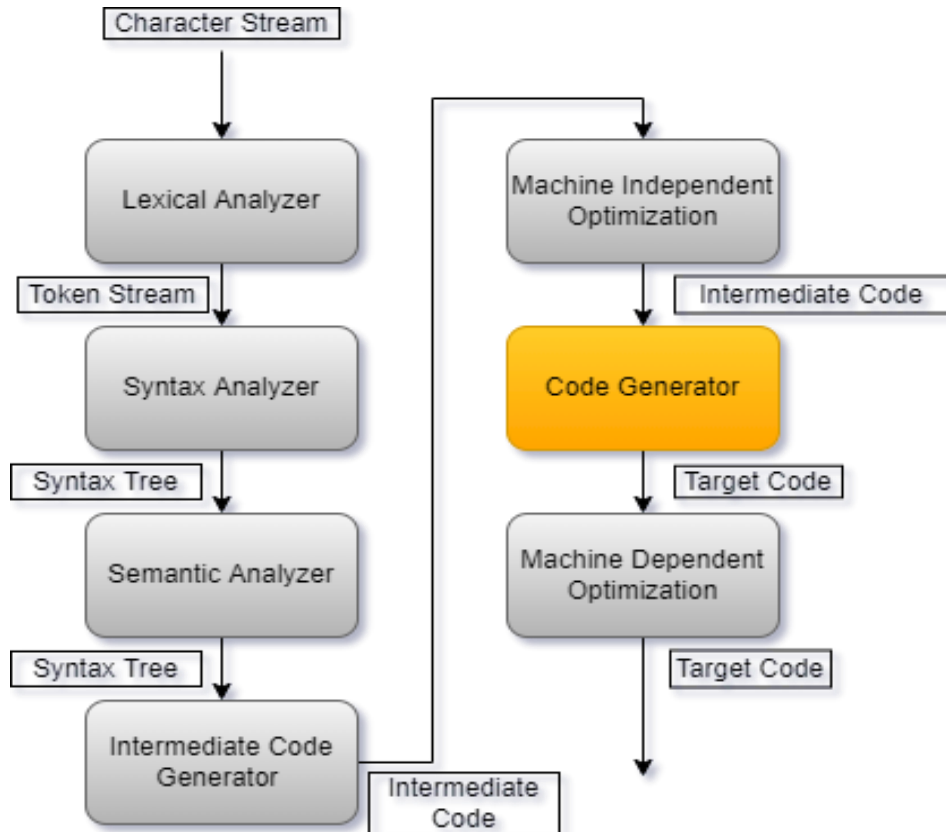 Character Stream
Lexical Analyzer
Token Stream
Syntax Analyzer
Syntax Tree
Semantic Analyzer
Syntax Tree
Intermediate Code
Generator
Intermediate
Code
Machine Independent
Optimization
Intermediate Code
Code Generator
Target Code
Machine Dependent
Optimization
Target Code